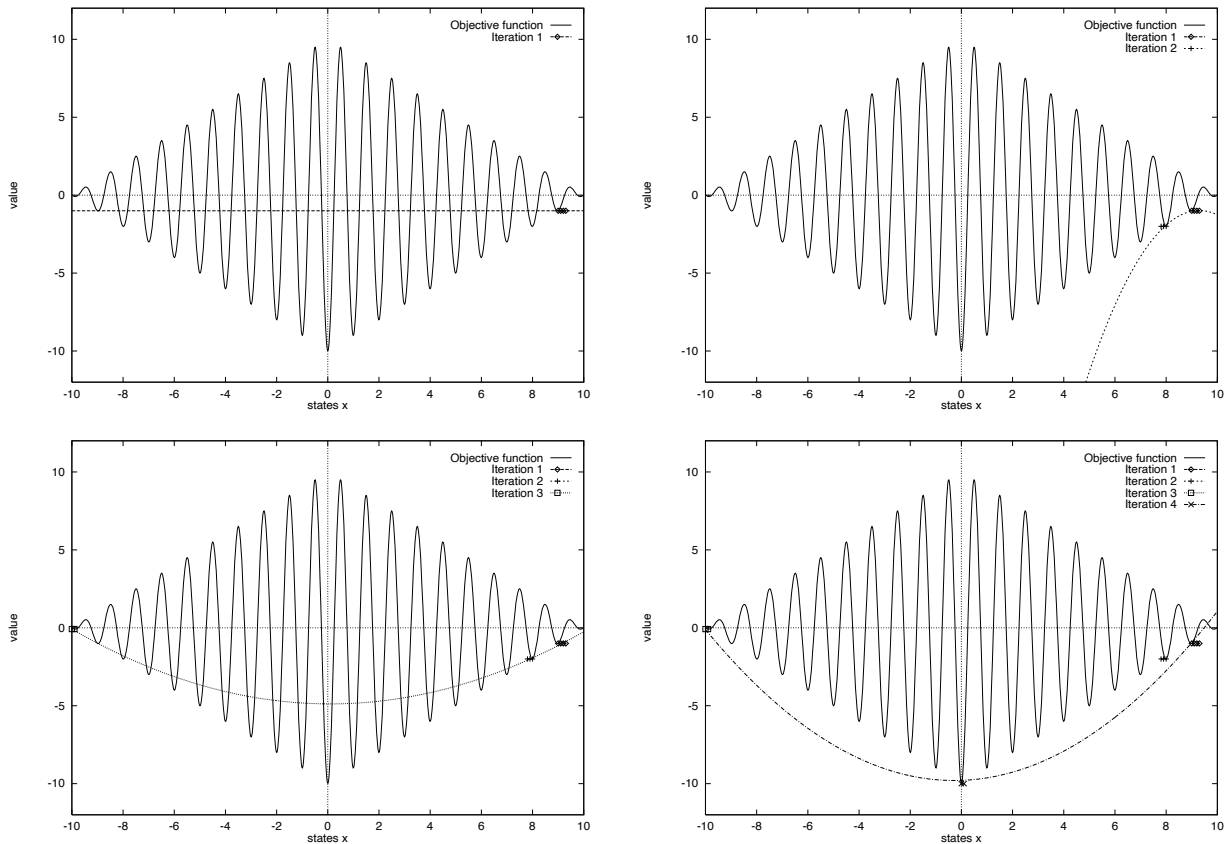 10
5
0
-5
-10
value
-10 -8 -6 -4 -2 0 2 4 6 8 10
states x
Objective function
Iteration 1
10
5
0
-5
-10
value
-10 -8 -6 -4 -2 0 2 4 6 8 10
states x
Objective function
Iteration 1
Iteration 2
10
5
0
-5
-10
value
-10 -8 -6 -4 -2 0 2 4 6 8 10
states x
Objective function
Iteration 1
Iteration 2
Iteration 3
10
5
0
-5
-10
value
-10 -8 -6 -4 -2 0 2 4 6 8 10
states x
Objective function
Iteration 1
Iteration 2
Iteration 3
Iteration 4